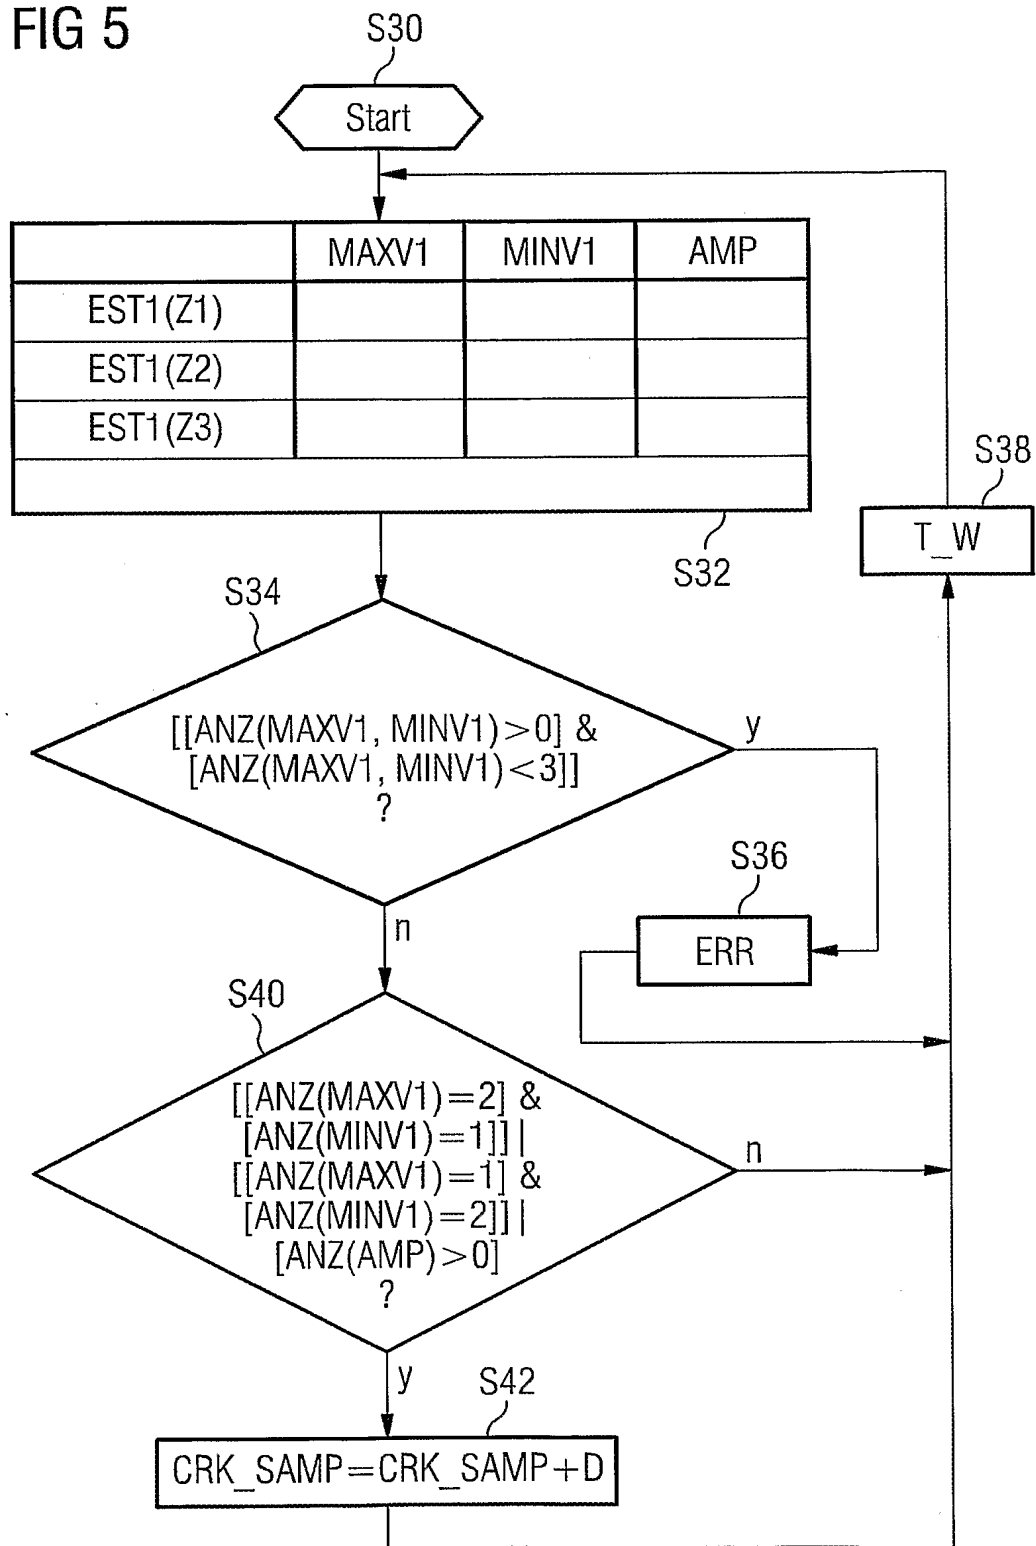 FIG 5
S30
Start
MAXV1 MINV1 AMP
EST1(Z1)
EST1(Z2)
EST1(Z3)
S38
T_W
S32
S34
[[ANZ(MAXV1, MINV1)>0] &
[ANZ(MAXV1, MINV1)<3]]
?
y
S36
ERR
n
S40
[[ANZ(MAXV1)=2] &
[ANZ(MINV1)=1]] |
[[ANZ(MAXV1)=1] &
[ANZ(MINV1)=2]] |
[ANZ(AMP)>0]
?
n
y
S42
CRK_SAMP=CRK_SAMP+D